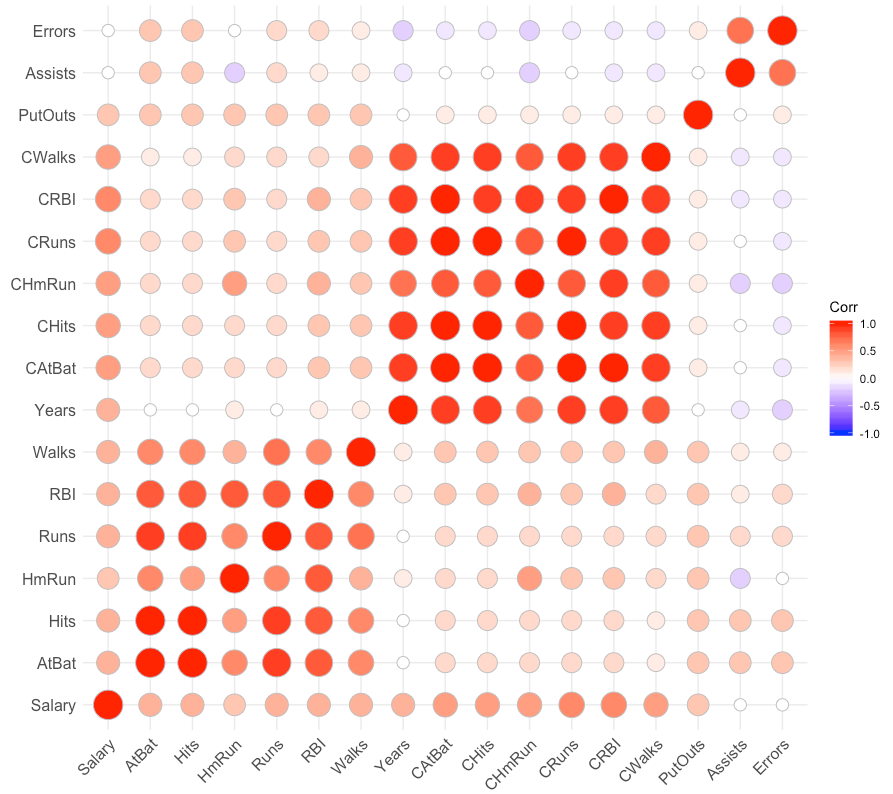 Errors
Assists
PutOuts
CWalks
CRBI
CRuns
CHmRun
CHits
CAtBat
Years
Walks
RBI
Runs
HmRun
Hits
AtBat
Salary
Salary AtBat Hits HmRun Runs RBI Walks Years CAtBat CHits CHmRun CRuns CRBI CWalks PutOuts Assists Errors
Corr
1.0
0.5
0.0
-0.5
-1.0